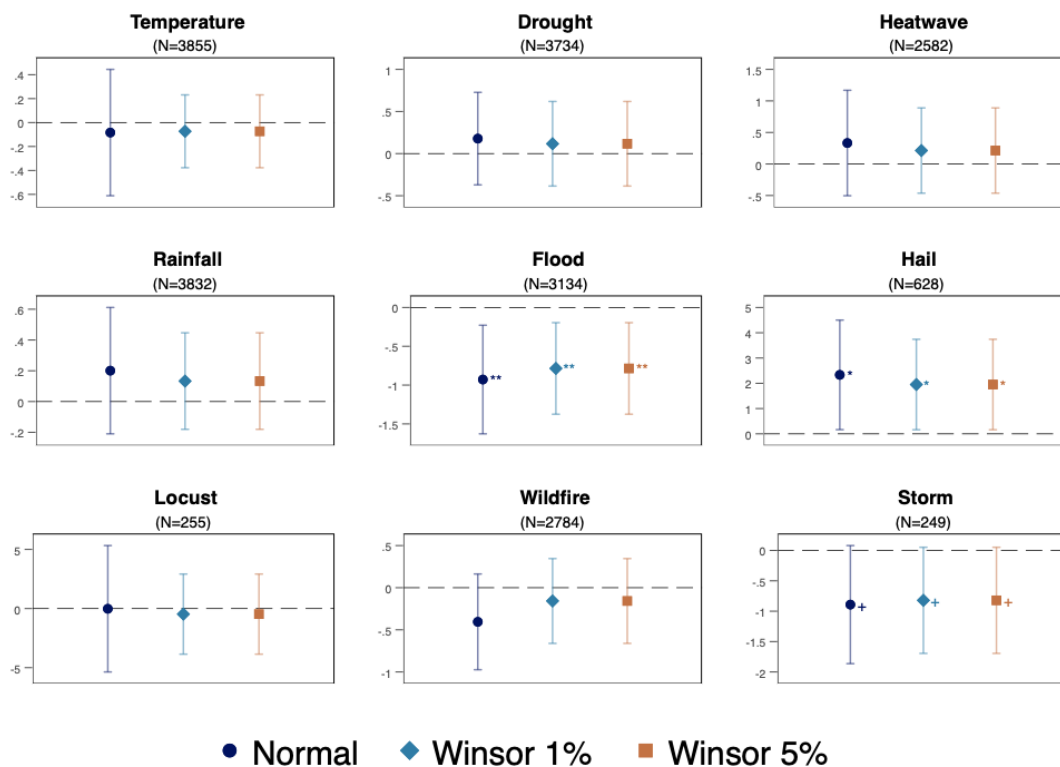 Temperature
(N=3855)
.4
.2
0
-.2
-.4
-.6
Drought
(N=3734)
1
.5
0
-.5
Heatwave
(N=2582)
1.5
1
.5
0
-.5
Rainfall
(N=3832)
.6
.4
.2
0
-.2
Flood
(N=3134)
0
-.5
-1
-1.5
**
**
**
Hail
(N=628)
5
4
3
2
1
0
*
*
*
Locust
(N=255)
5
0
-5
Wildfire
(N=2784)
.5
0
-.5
-1
Storm
(N=249)
0
-.5
-1
-1.5
-2
+
+
+
Normal Winsor 1% Winsor 5%